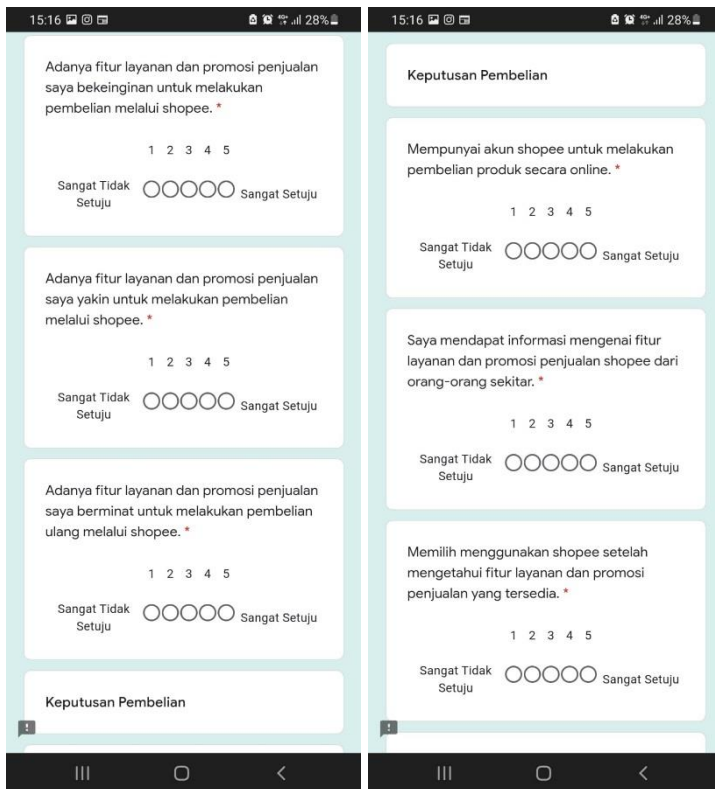 15:16
28%
Adanya fitur layanan dan promosi penjualan
saya bekeinginan untuk melakukan
pembelian melalui shopee. *
1 2 3 4 5
Sangat Tidak
Setuju
Sangat Setuju
Adanya fitur layanan dan promosi penjualan
saya yakin untuk melakukan pembelian
melalui shopee. *
1 2 3 4 5
Sangat Tidak
Setuju
Sangat Setuju
Adanya fitur layanan dan promosi penjualan
saya berminat untuk melakukan pembelian
ulang melalui shopee. *
1 2 3 4 5
Sangat Tidak
Setuju
Sangat Setuju
Keputusan Pembelian
15:16
28%
Keputusan Pembelian
Mempunyai akun shopee untuk melakukan
pembelian produk secara online. *
1 2 3 4 5
Sangat Tidak
Setuju
Sangat Setuju
Saya mendapat informasi mengenai fitur
layanan dan promosi penjualan shopee dari
orang-orang sekitar. *
1 2 3 4 5
Sangat Tidak
Setuju
Sangat Setuju
Memilih menggunakan shopee setelah
mengetahui fitur layanan dan promosi
penjualan yang tersedia. *
1 2 3 4 5
Sangat Tidak
Setuju
Sangat Setuju